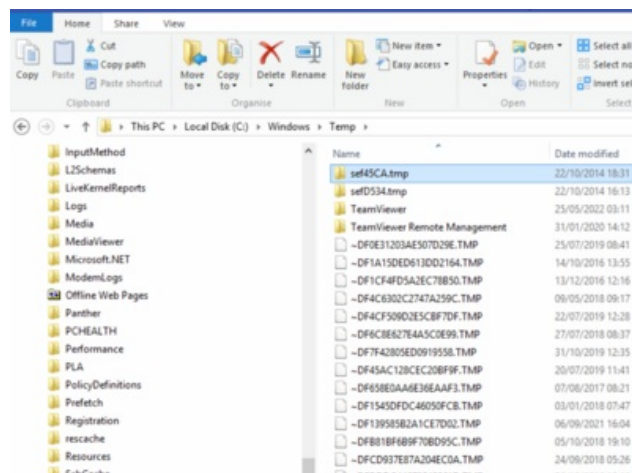 File Home Share View
Copy
Paste
Cut
Copy path
Paste shortcut
Clipboard
Move to
Copy to
Delete
Rename
Organise
New folder
New item
Easy access
New
Properties
Open
Edit
History
Open
Select all
Select no
Invert sel
Select
This PC Local Disk (C:) Windows Temp
InputMethod
L2Schemas
LiveKernelReports
Logs
Media
MediaViewer
Microsoft.NET
ModemLogs
Offline Web Pages
Panther
PCHEALTH
Performance
PLA
PolicyDefinitions
Prefetch
Registration
rescache
Resources
SchCache
Name Date modified
sef45CA.tmp 22/10/2014 18:31
sefD534.tmp 22/10/2014 16:13
TeamViewer 25/05/2022 03:11
TeamViewer Remote Management 31/01/2020 14:12
~DF0E31203AE507D29E.TMP 25/07/2019 08:41
~DF1A15DED613DD2164.TMP 14/10/2016 13:55
~DF1CF4FD5A2EC78B50.TMP 13/12/2016 12:16
~DF4C6302C2747A259C.TMP 09/05/2018 09:17
~DF4CF509D2E5CBF7DF.TMP 22/07/2019 12:28
~DF6C8E627E4A5C0E99.TMP 27/07/2018 08:37
~DF7F42805ED0919558.TMP 31/10/2019 12:35
~DF45AC128CEC20BF9F.TMP 20/07/2019 11:41
~DF658E0AA6E36EAAF3.TMP 07/08/2017 08:21
~DF1545DFDC46050FCB.TMP 03/01/2018 07:47
~DF139585B2A1CE7D02.TMP 06/09/2021 16:04
~DFB81BF6B9F70BD95C.TMP 05/10/2018 19:10
~DFCD937E87A204EC0A.TMP 24/09/2018 05:26